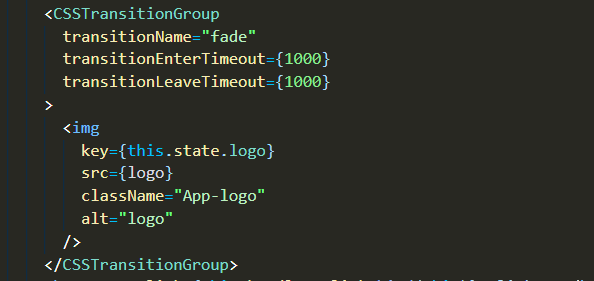 <CSSTransitionGroup
transitionName="fade"
transitionEnterTimeout={1000}
transitionLeaveTimeout={1000}
>
<img
key={this.state.logo}
src={logo}
className="App-logo"
alt="logo"
/>
</CSSTransitionGroup>